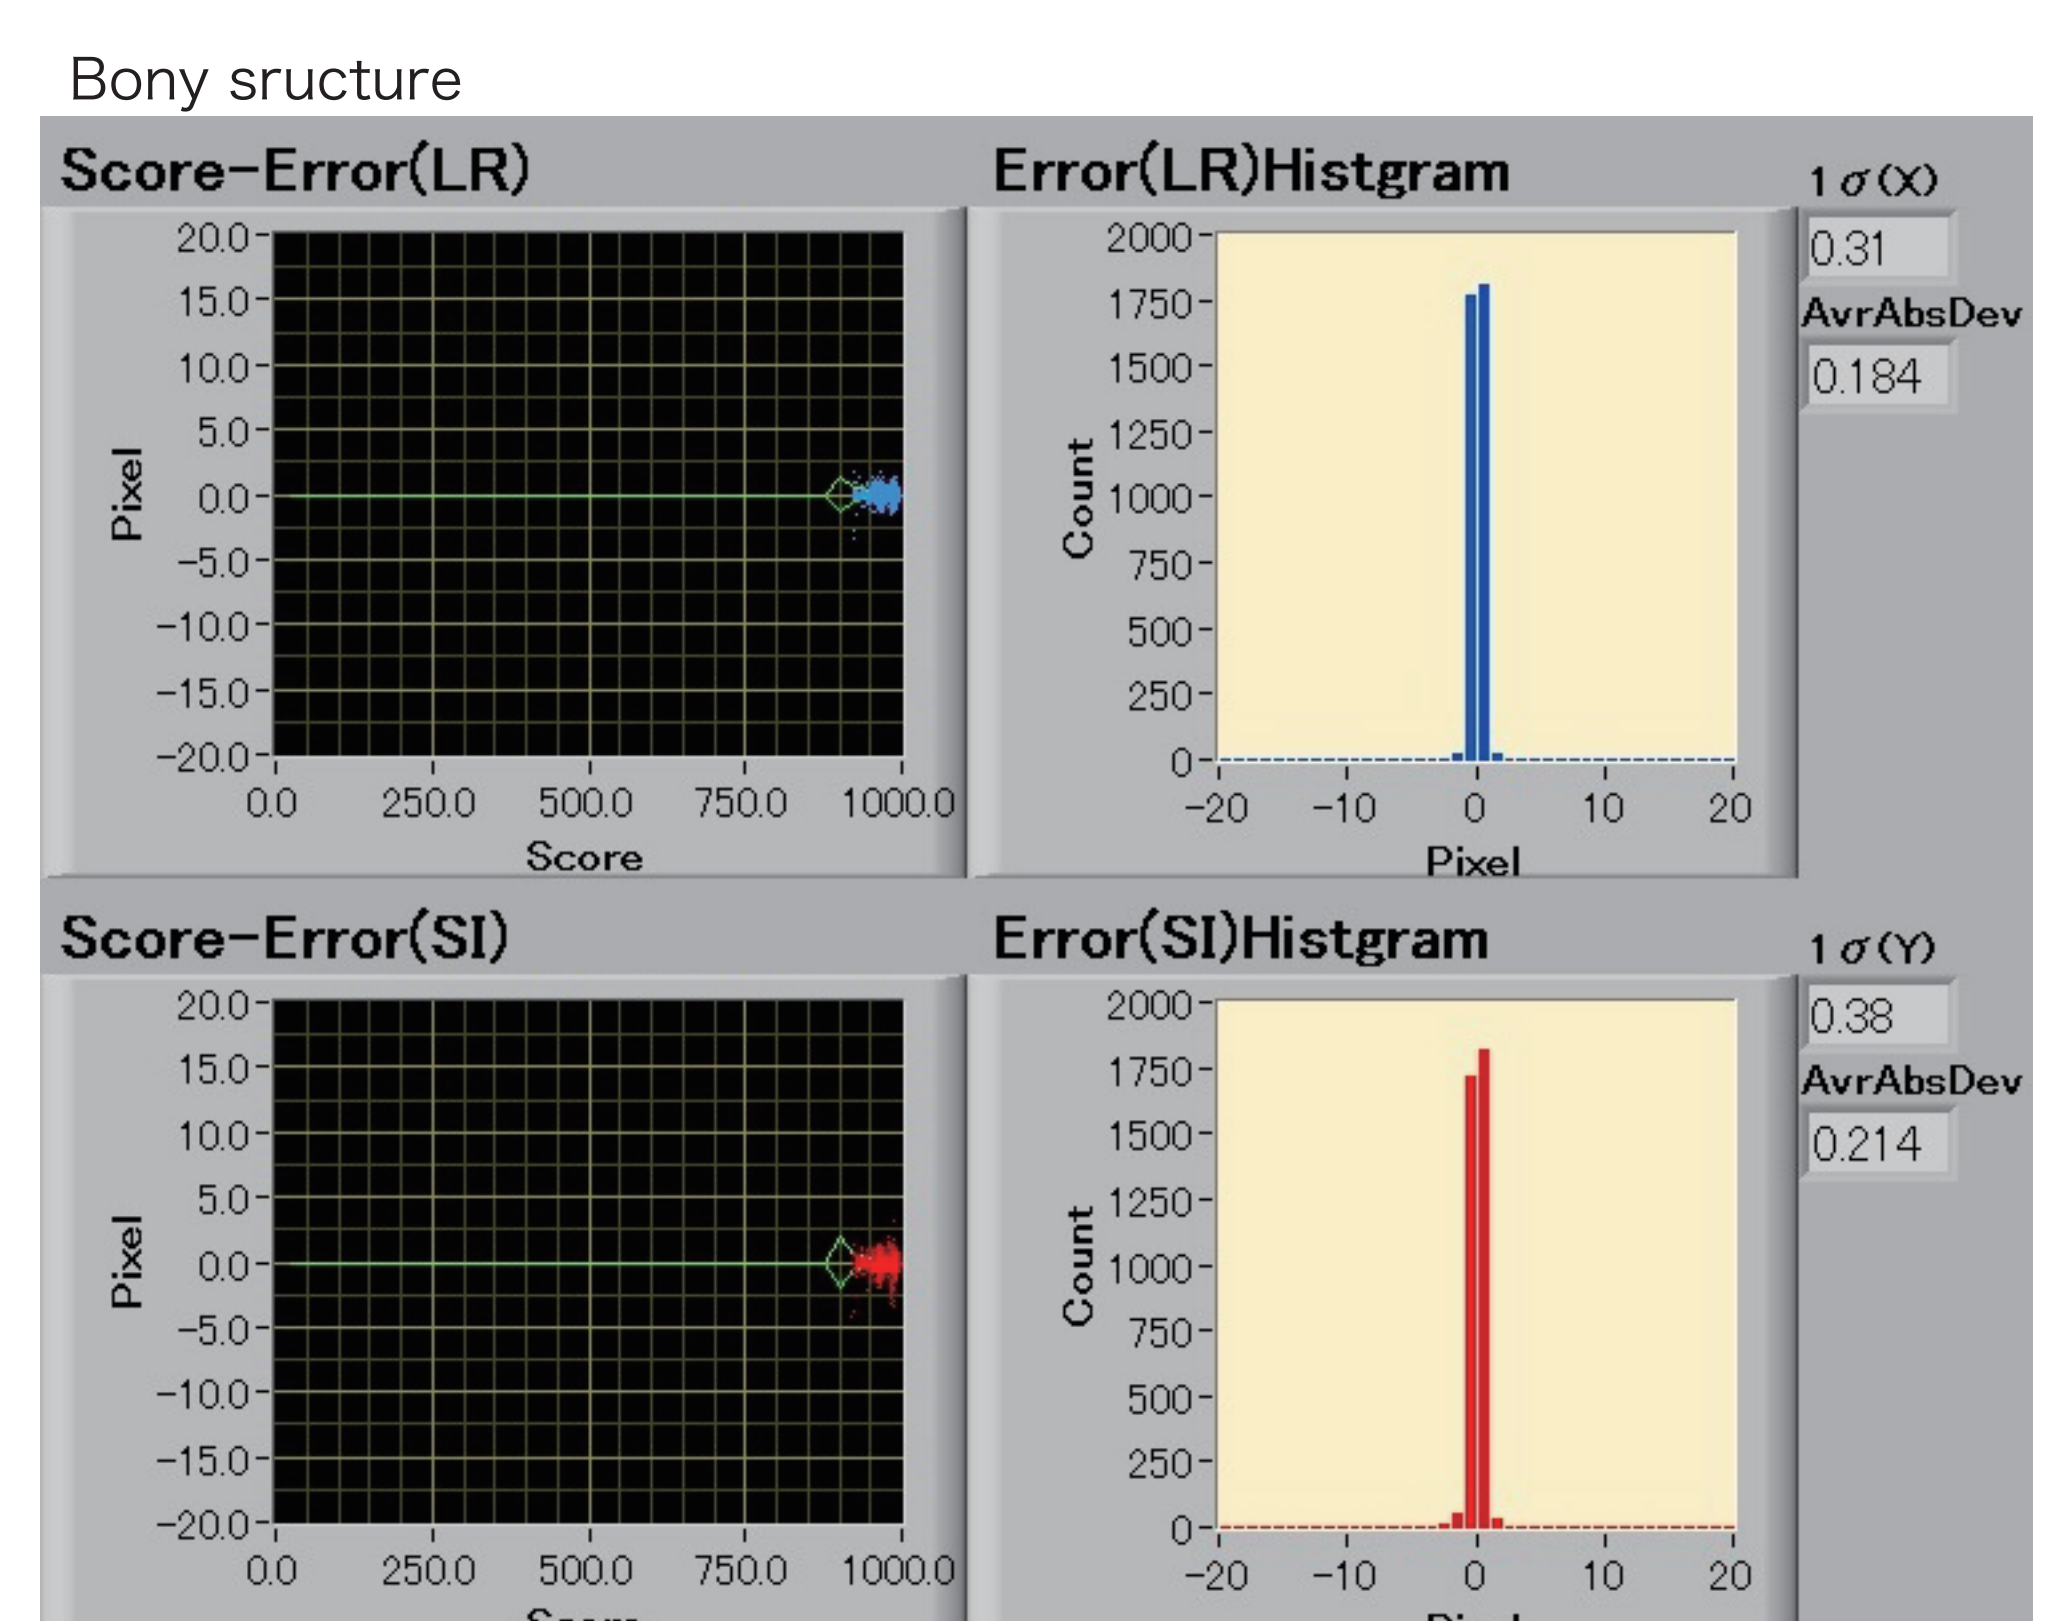 Bony sructure
Score-Error(LR)
20.0
15.0
10.0
5.0
0.0
-5.0
-10.0
-15.0
-20.0
Pixel
0.0 250.0 500.0 750.0 1000.0
Score
Error(LR)Histgram
2000
1750
1500
1250
1000
750
500
250
0
Count
-20 -10 0 10 20
Pixel
1σ(X)
0.31
AvrAbsDev
0.184
Score-Error(SI)
20.0
15.0
10.0
5.0
0.0
-5.0
-10.0
-15.0
-20.0
Pixel
0.0 250.0 500.0 750.0 1000.0
Score
Error(SI)Histgram
2000
1750
1500
1250
1000
750
500
250
0
Count
-20 -10 0 10 20
Pixel
1σ(Y)
0.38
AvrAbsDev
0.214